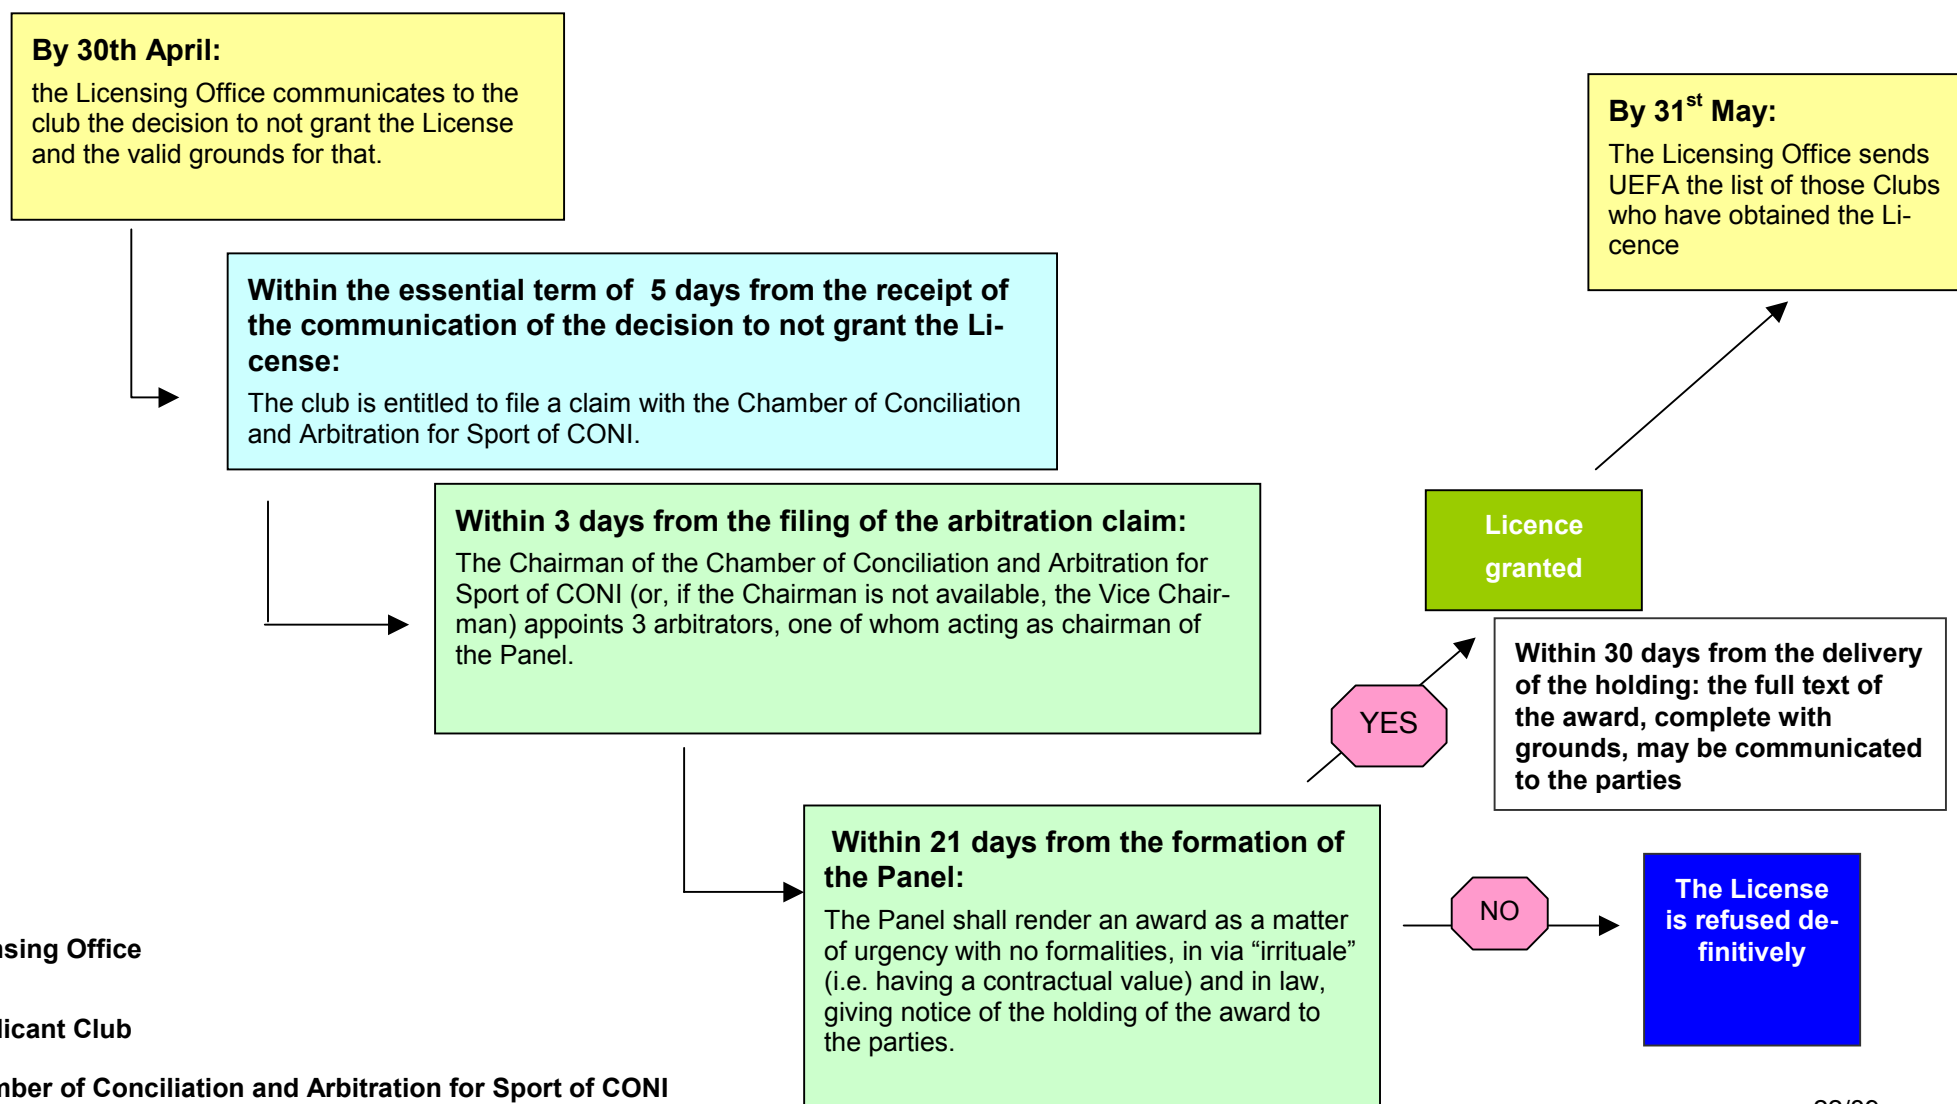 By 30th April:
the Licensing Office communicates to the
club the decision to not grant the License
and the valid grounds for that.
By 31st May:
The Licensing Office sends
UEFA the list of those Clubs
who have obtained the Li-
cence
Within the essential term of  5 days from the receipt of
the communication of the decision to not grant the Li-
cense:
The club is entitled to file a claim with the Chamber of Conciliation
and Arbitration for Sport of CONI.
Within 3 days from the filing of the arbitration claim:
The Chairman of the Chamber of Conciliation and Arbitration for
Sport of CONI (or, if the Chairman is not available, the Vice Chair-
man) appoints 3 arbitrators, one of whom acting as chairman of
the Panel.
Licence
granted
YES
Within 30 days from the delivery
of the holding: the full text of
the award, complete with
grounds, may be communicated
to the parties
Within 21 days from the formation of
the Panel:
The Panel shall render an award as a matter
of urgency with no formalities, in via “irrituale”
(i.e. having a contractual value) and in law,
giving notice of the holding of the award to
the parties.
NO
The License
is refused de-
finitively
nsing Office
licant Club
mber of Conciliation and Arbitration for Sport of CONI